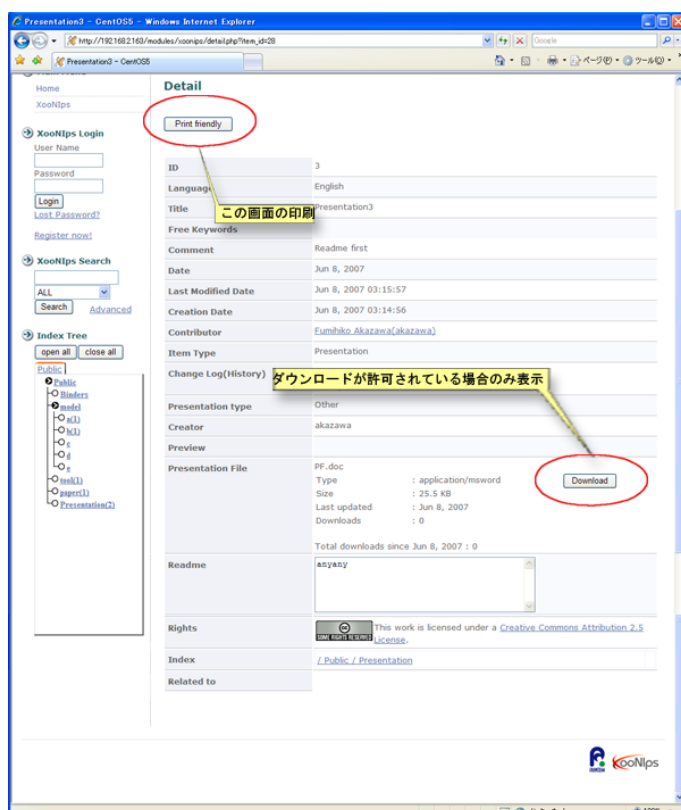 Presentation3 - CentOS5 - Windows Internet Explorer
http://192.168.2.163/modules/xoonips/detail.php?item_id=28
Google
Presentation3 - CentOS5
ページ(P)
ツール(O)
Home
XooNIps
XooNIps Login
User Name
Password
Login
Lost Password?
Register now!
XooNIps Search
ALL
Search
Advanced
Index Tree
open all
close all
Public
Public
Binders
model
a(1)
b(1)
c
d
e
tool(1)
paper(1)
Presentation(2)
Detail
Print friendly
この画面の印刷
ID 3
Language English
Title Presentation3
Free Keywords
Comment Readme first
Date Jun 8, 2007
Last Modified Date Jun 8, 2007 03:15:57
Creation Date Jun 8, 2007 03:14:56
Contributor Fumihiko Akazawa(akazawa)
Item Type Presentation
Change Log(History)
ダウンロードが許可されている場合のみ表示
Presentation type Other
Creator akazawa
Preview
Presentation File PF.doc
Type : application/msword
Download
Size : 25.5 KB
Last updated : Jun 8, 2007
Downloads : 0
Total downloads since Jun 8, 2007 : 0
Readme anyany
Rights
SOME RIGHTS RESERVED
This work is licensed under a Creative Commons Attribution 2.5
License.
Index / Public / Presentation
Related to
XooNIps